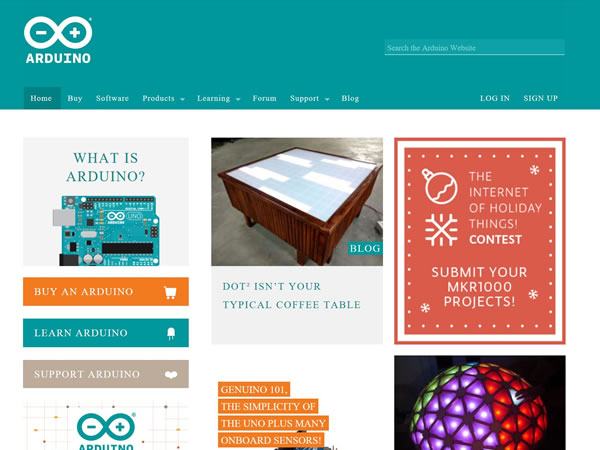 ARDUINO
Search the Arduino Website
Home Buy Software Products Learning Forum Support Blog LOG IN SIGN UP
WHAT IS
ARDUINO?
UNO
BUY AN ARDUINO
LEARN ARDUINO
SUPPORT ARDUINO
ARDUINO
BLOG
DOT² ISN'T YOUR
TYPICAL COFFEE TABLE
GENUINO 101,
THE SIMPLICITY OF
THE UNO PLUS MANY
ONBOARD SENSORS!
THE
INTERNET
OF HOLIDAY
THINGS!
CONTEST
SUBMIT YOUR
MKR1000
PROJECTS!